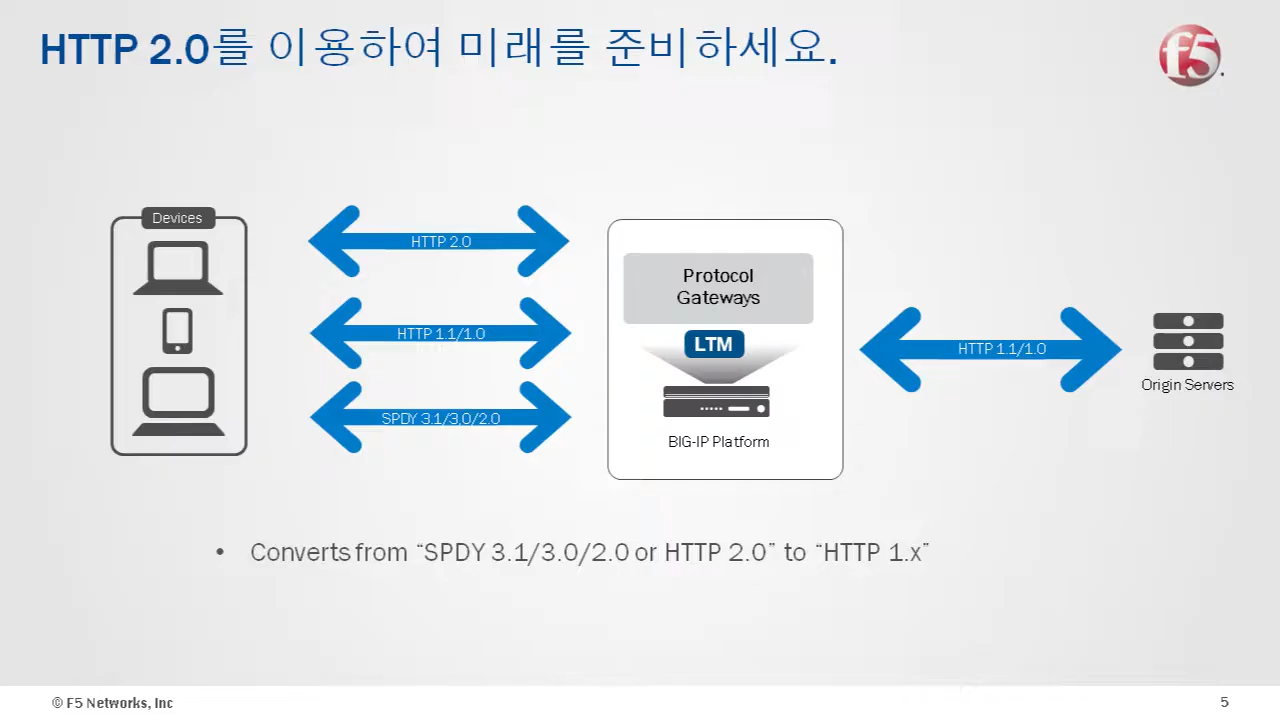 HTTP 2.0를 이용하여 미래를 준비하세요.
f5.
Devices
HTTP 2.0
HTTP 1.1/1.0
SPDY 3.1/3.0/2.0
Protocol
Gateways
LTM
BIG-IP Platform
HTTP 1.1/1.0
Origin Servers
• Converts from “SPDY 3.1/3.0/2.0 or HTTP 2.0” to “HTTP 1.x”
© F5 Networks, Inc
5